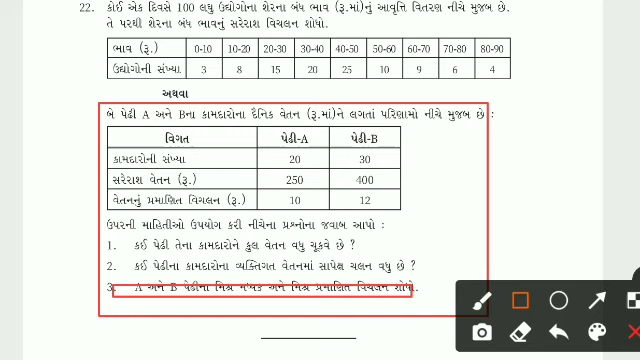 22. કોઈ એક દિવસે 100 લઘુ ઉદ્યોગોના શેરના બંધ ભાવ (રૂ.માં)નું આવૃત્તિ વિતરણ નીચે મુજબ છે.
તે પરથી શેરના બંધ ભાવનું સરેરાશ વિચલન શોધો.
ભાવ (રૂ.) 0-10 10-20 20-30 30-40 40-50 50-60 60-70 70-80 80-90
ઉદ્યોગોની સંખ્યા 3 8 15 20 25 10 9 6 4
અથવા
બે પેઢી A અને Bના કામદારોના દૈનિક વેતન (રૂ.માં)ને લગતાં પરિણામો નીચે મુજબ છે :
વિગત પેઢી-A પેઢી-B
કામદારોની સંખ્યા 20 30
સરેરાશ વેતન (રૂ.) 250 400
વેતનનું પ્રમાણિત વિચલન (રૂ.) 10 12
ઉપરની માહિતીઓ ઉપયોગ કરી નીચેના પ્રશ્નોના જવાબ આપો :
1. કઈ પેઢી તેના કામદારોને કુલ વેતન વધુ ચૂકવે છે ?
2. કઈ પેઢીના કામદારોના વ્યક્તિગત વેતનમાં સાપેક્ષ ચલન વધુ છે ?
3. A અને B પેઢીના મિશ્ર મધ્યક અને મિશ્ર પ્રમાણિત વિચલન શોધો.